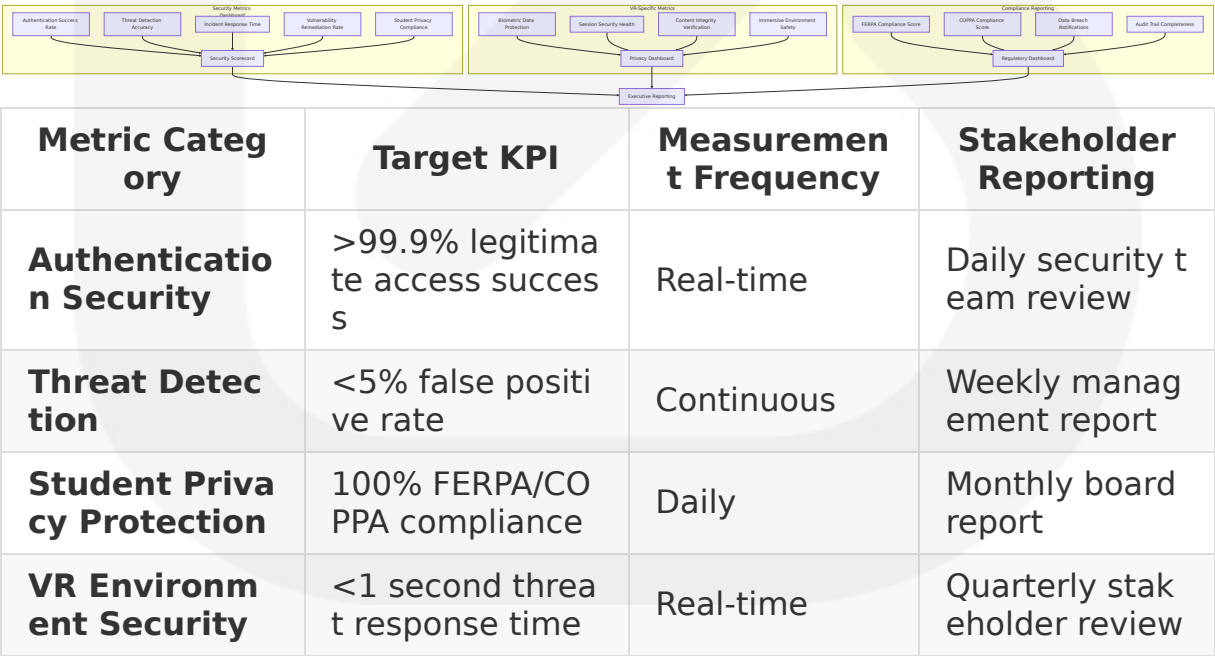 Security Metrics
Dashboard
Authentication Success
Rate
Threat Detection
Accuracy
Incident Response Time
Vulnerability
Remediation Rate
Student Privacy
Compliance
Security Scorecard
VR-Specific Metrics
Biometric Data
Protection
Session Security Health
Content Integrity
Verification
Immersive Environment
Safety
Privacy Dashboard
Compliance Reporting
FERPA Compliance Score
COPPA Compliance
Score
Data Breach
Notifications
Audit Trail Completeness
Regulatory Dashboard
Executive Reporting
Metric Categ
ory
Target KPI
Measuremen
t Frequency
Stakeholder
Reporting
Authenticatio
n Security
>99.9% legitima
te access succes
s
Real-time
Daily security t
eam review
Threat Detec
tion
<5% false positi
ve rate
Continuous
Weekly manag
ement report
Student Priva
cy Protection
100% FERPA/CO
PPA compliance
Daily
Monthly board
report
VR Environm
ent Security
<1 second threa
t response time
Real-time
Quarterly stak
eholder review